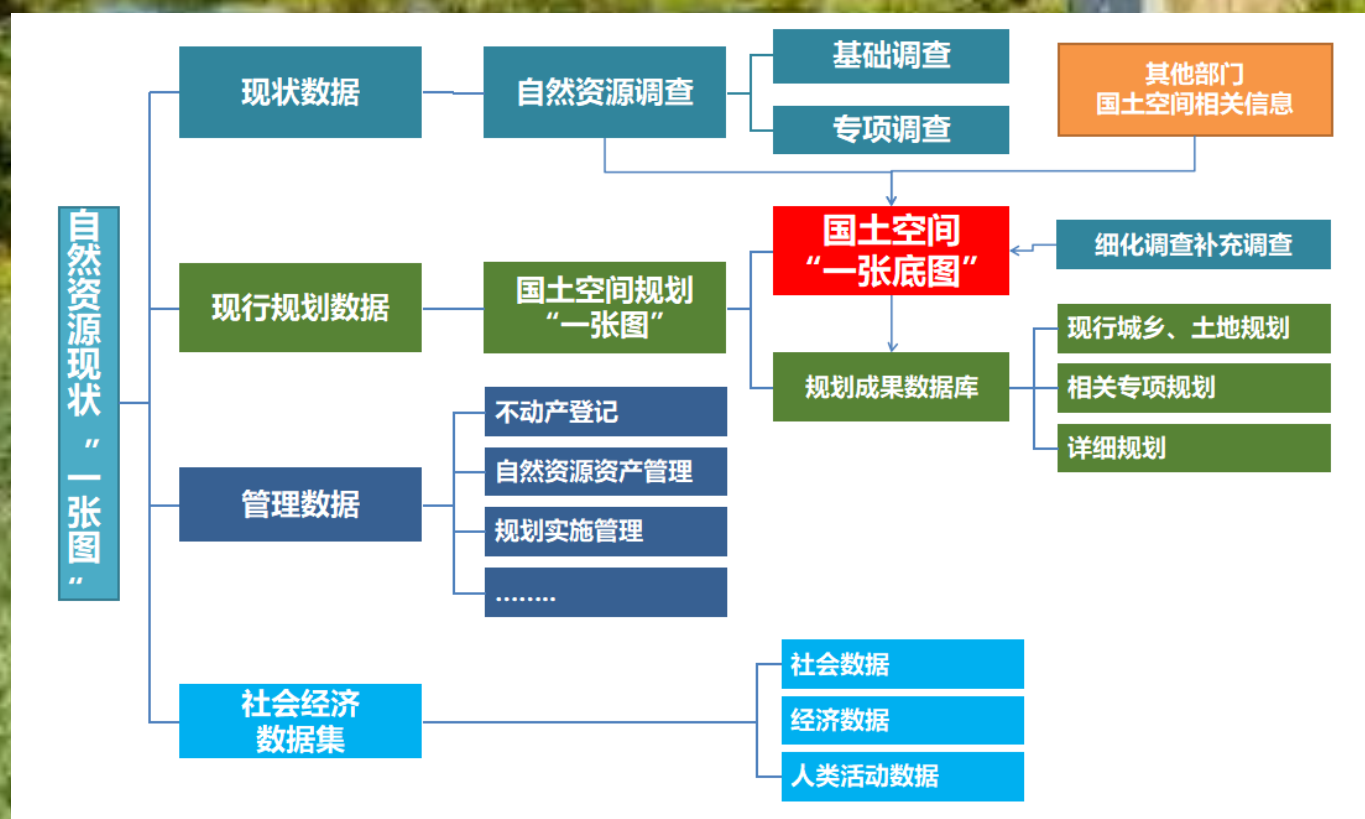 自然资源现状“一张图”
现状数据
自然资源调查
基础调查
专项调查
其他部门
国土空间相关信息
现行规划数据
国土空间规划
“一张图”
国土空间
“一张底图”
细化调查补充调查
规划成果数据库
现行城乡、土地规划
相关专项规划
详细规划
管理数据
不动产登记
自然资源资产管理
规划实施管理
........
社会经济
数据集
社会数据
经济数据
人类活动数据